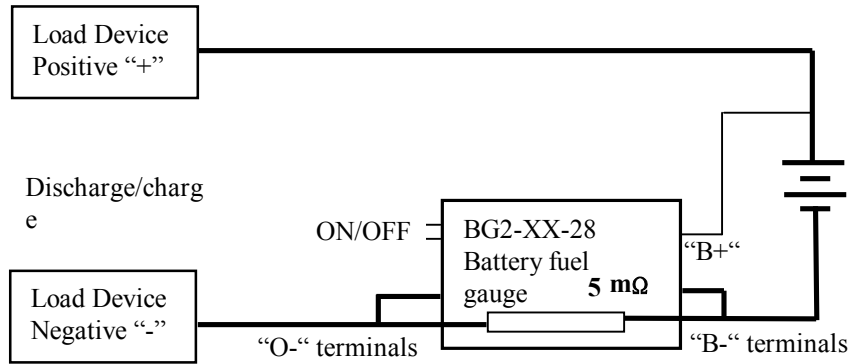 Load Device
Positive “+”
Discharge/charg
e
ON/OFF
BG2-XX-28
Battery fuel
gauge
5 mΩ
“B+“
Load Device
Negative “-”
“O-“ terminals
“B-” terminals